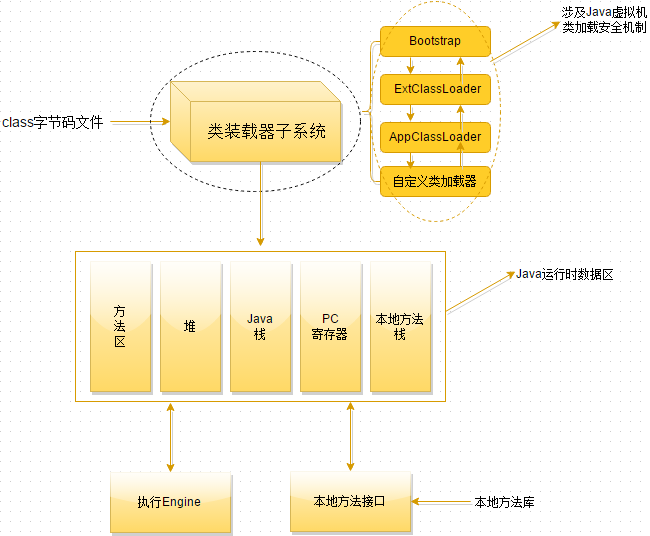 涉及Java虚拟机
类加载安全机制
Bootstrap
ExtClassLoader
AppClassLoader
自定义类加载器
class字节码文件
类装载器子系统
Java运行时数据区
方
法
区
堆
Java
栈
PC
寄存器
本地方法
栈
执行Engine
本地方法接口
本地方法库